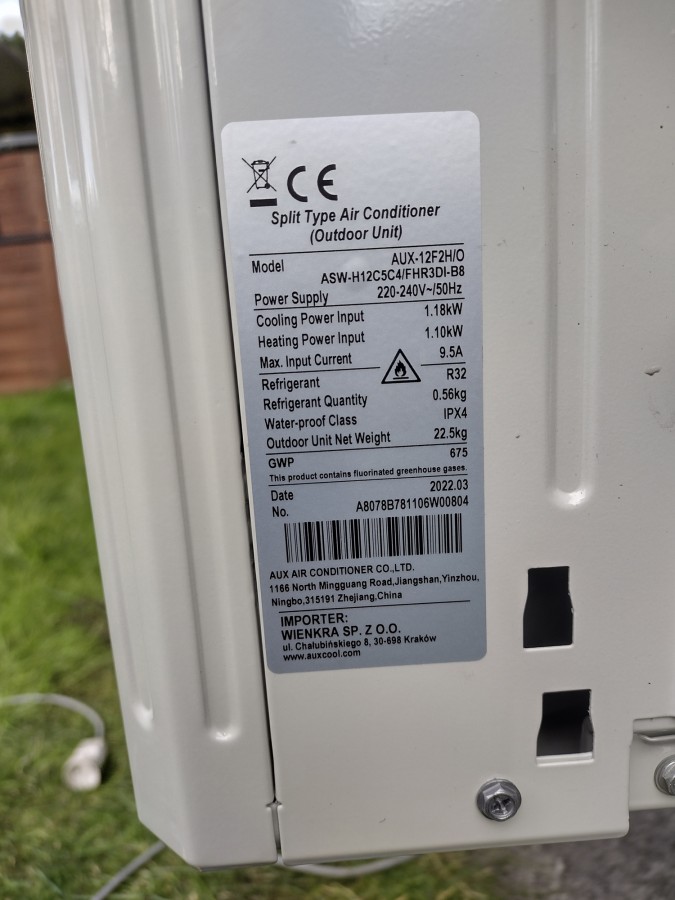 CE
Split Type Air Conditioner
(Outdoor Unit)
Model AUX-12F2H/O
ASW-H12C5C4/FHR3DI-B8
Power Supply 220-240V~/50Hz
Cooling Power Input 1.18kW
Heating Power Input 1.10kW
Max. Input Current 9.5A
Refrigerant R32
Refrigerant Quantity 0.56kg
Water-proof Class IPX4
Outdoor Unit Net Weight 22.5kg
GWP 675
This product contains fluorinated greenhouse gases.
Date 2022.03
No. A8078B781106W00804
AUX AIR CONDITIONER CO.,LTD.
1166 North Mingguang Road,Jiangshan,Yinzhou,
Ningbo,315191 Zhejiang,China
IMPORTER:
WIENKRA SP. Z O.O.
ul. Chałubińskiego 8, 30-698 Kraków
www.auxcool.com